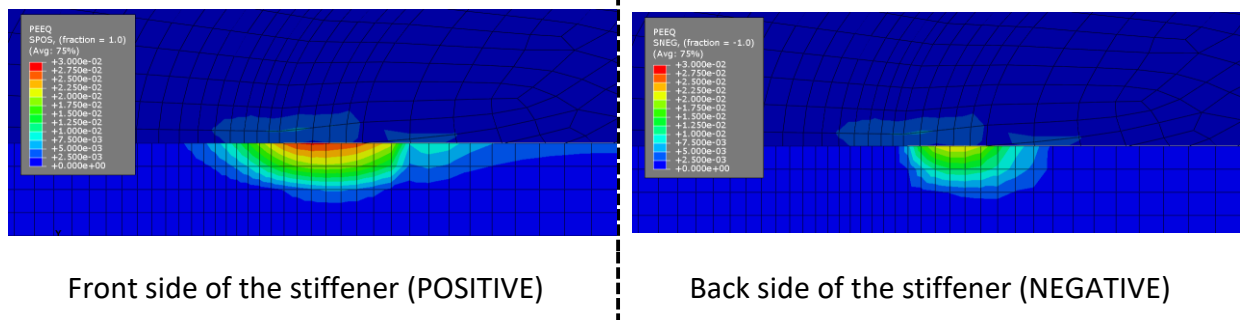 PEEQ
SPOS, (fraction = 1.0)
(Avg: 75%)
+3.000e-02
+2.750e-02
+2.500e-02
+2.250e-02
+2.000e-02
+1.750e-02
+1.500e-02
+1.250e-02
+1.000e-02
+7.500e-03
+5.000e-03
+2.500e-03
+0.000e+00
Front side of the stiffener (POSITIVE)
PEEQ
SNEG, (fraction = -1.0)
(Avg: 75%)
+3.000e-02
+2.750e-02
+2.500e-02
+2.250e-02
+2.000e-02
+1.750e-02
+1.500e-02
+1.250e-02
+1.000e-02
+7.500e-03
+5.000e-03
+2.500e-03
+0.000e+00
Back side of the stiffener (NEGATIVE)